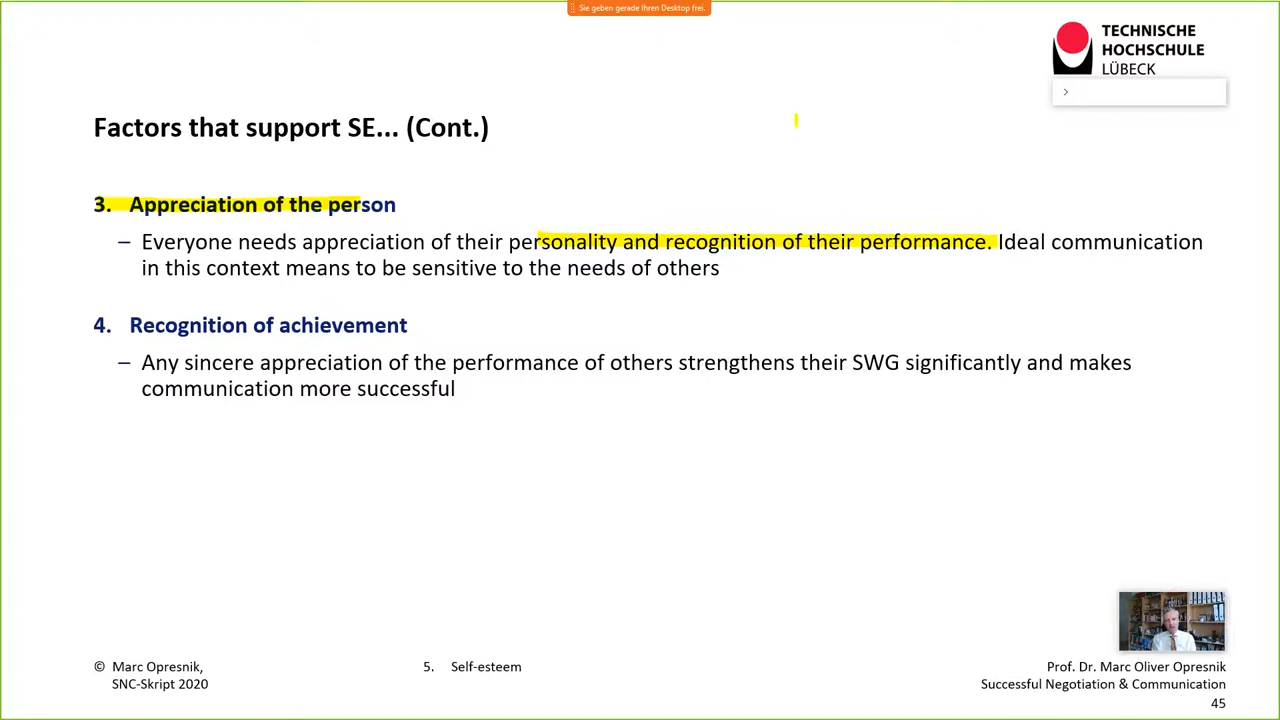 Sie geben gerade Ihren Desktop frei.
TECHNISCHE
HOCHSCHULE
LÜBECK
Factors that support SE... (Cont.)
3. Appreciation of the person
– Everyone needs appreciation of their personality and recognition of their performance. Ideal communication
in this context means to be sensitive to the needs of others
4. Recognition of achievement
– Any sincere appreciation of the performance of others strengthens their SWG significantly and makes
communication more successful
© Marc Opresnik,
SNC-Skript 2020
5. Self-esteem
Prof. Dr. Marc Oliver Opresnik
Successful Negotiation & Communication
45